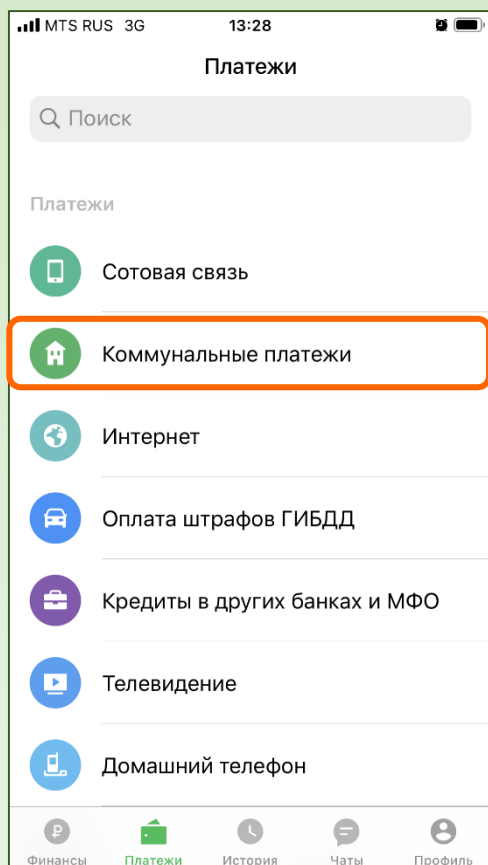 MTS RUS 3G 13:28
Платежи
Поиск
Платежи
Сотовая связь
Коммунальные платежи
Интернет
Оплата штрафов ГИБДД
Кредиты в других банках и МФО
Телевидение
Домашний телефон
Финансы Платежи История Чаты Профиль